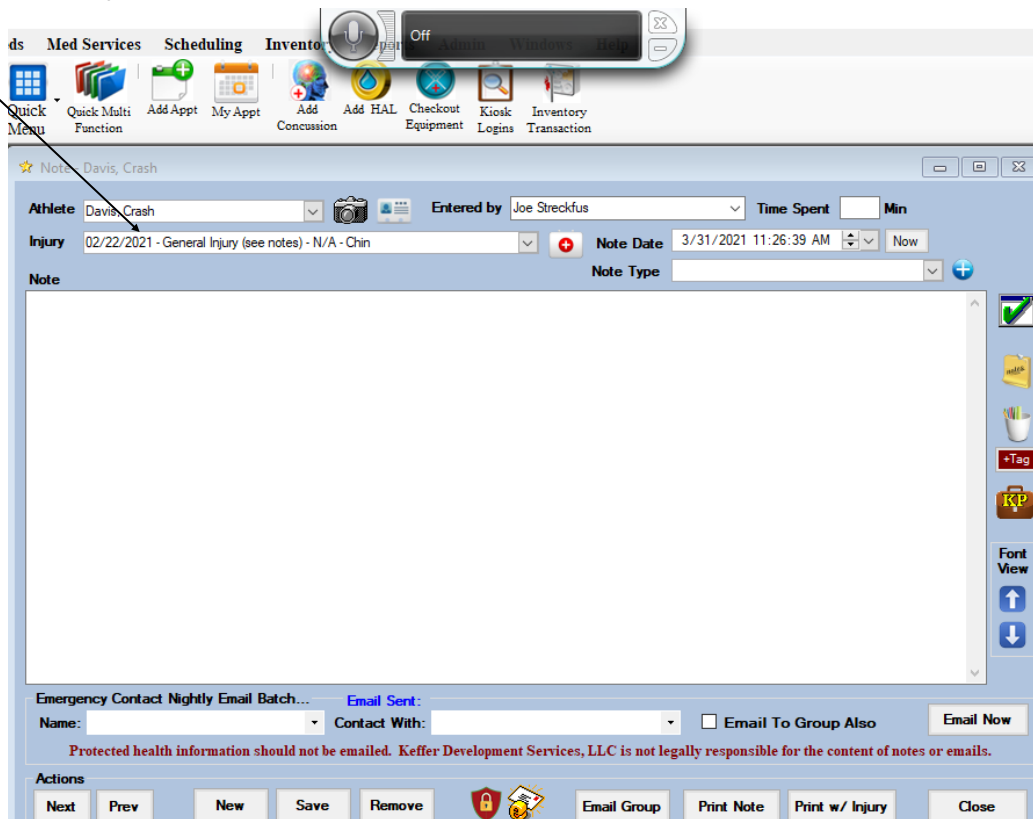 Off
ds Med Services Scheduling Inventory Reports Admin Windows Help
Quick Menu
Quick Multi Function
Add Appt
My Appt
Add Concussion
Add HAL
Checkout Equipment
Kiosk Logins
Inventory Transaction
Note - Davis, Crash
Athlete Davis, Crash Entered by Joe Streckfus Time Spent Min
Injury 02/22/2021 - General Injury (see notes) - N/A - Chin Note Date 3/31/2021 11:26:39 AM Now
Note Type
Note
notes
+Tag
KP
Font
View
Emergency Contact Nightly Email Batch... Email Sent:
Name: Contact With: Email To Group Also Email Now
Protected health information should not be emailed. Keffer Development Services, LLC is not legally responsible for the content of notes or emails.
Actions
Next Prev New Save Remove Email Group Print Note Print w/ Injury Close